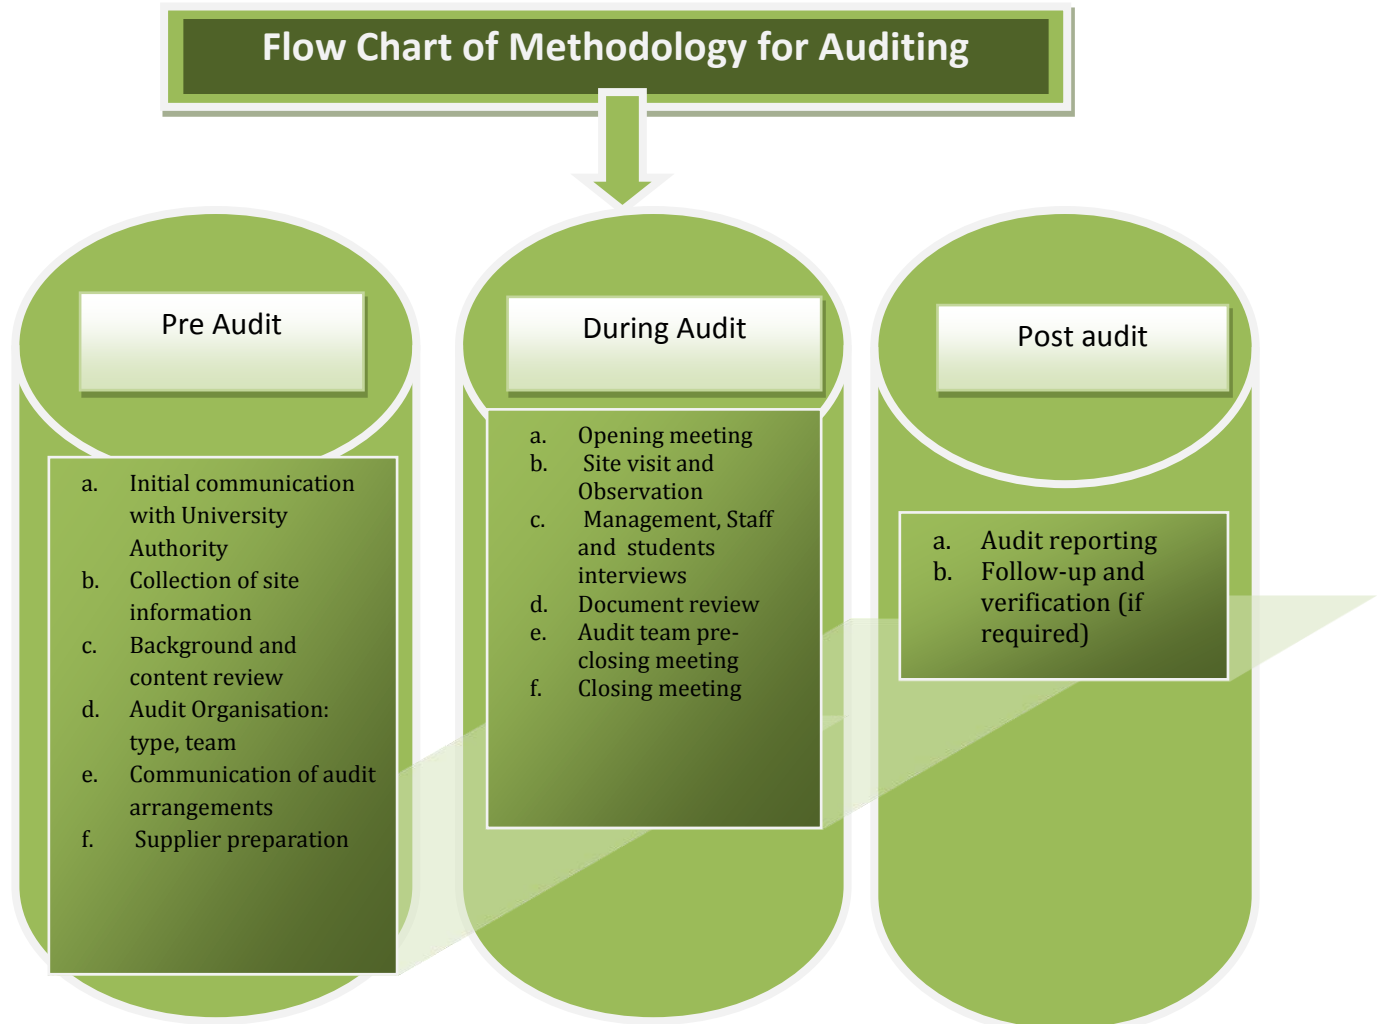 Flow Chart of Methodology for Auditing
Pre Audit
a. Initial communication
with University
Authority
b. Collection of site
information
c. Background and
content review
d. Audit Organisation:
type, team
e. Communication of audit
arrangements
f. Supplier preparation
During Audit
a. Opening meeting
b. Site visit and
Observation
c. Management, Staff
and students
interviews
d. Document review
e. Audit team pre-
closing meeting
f. Closing meeting
Post audit
a. Audit reporting
b. Follow-up and
verification (if
required)